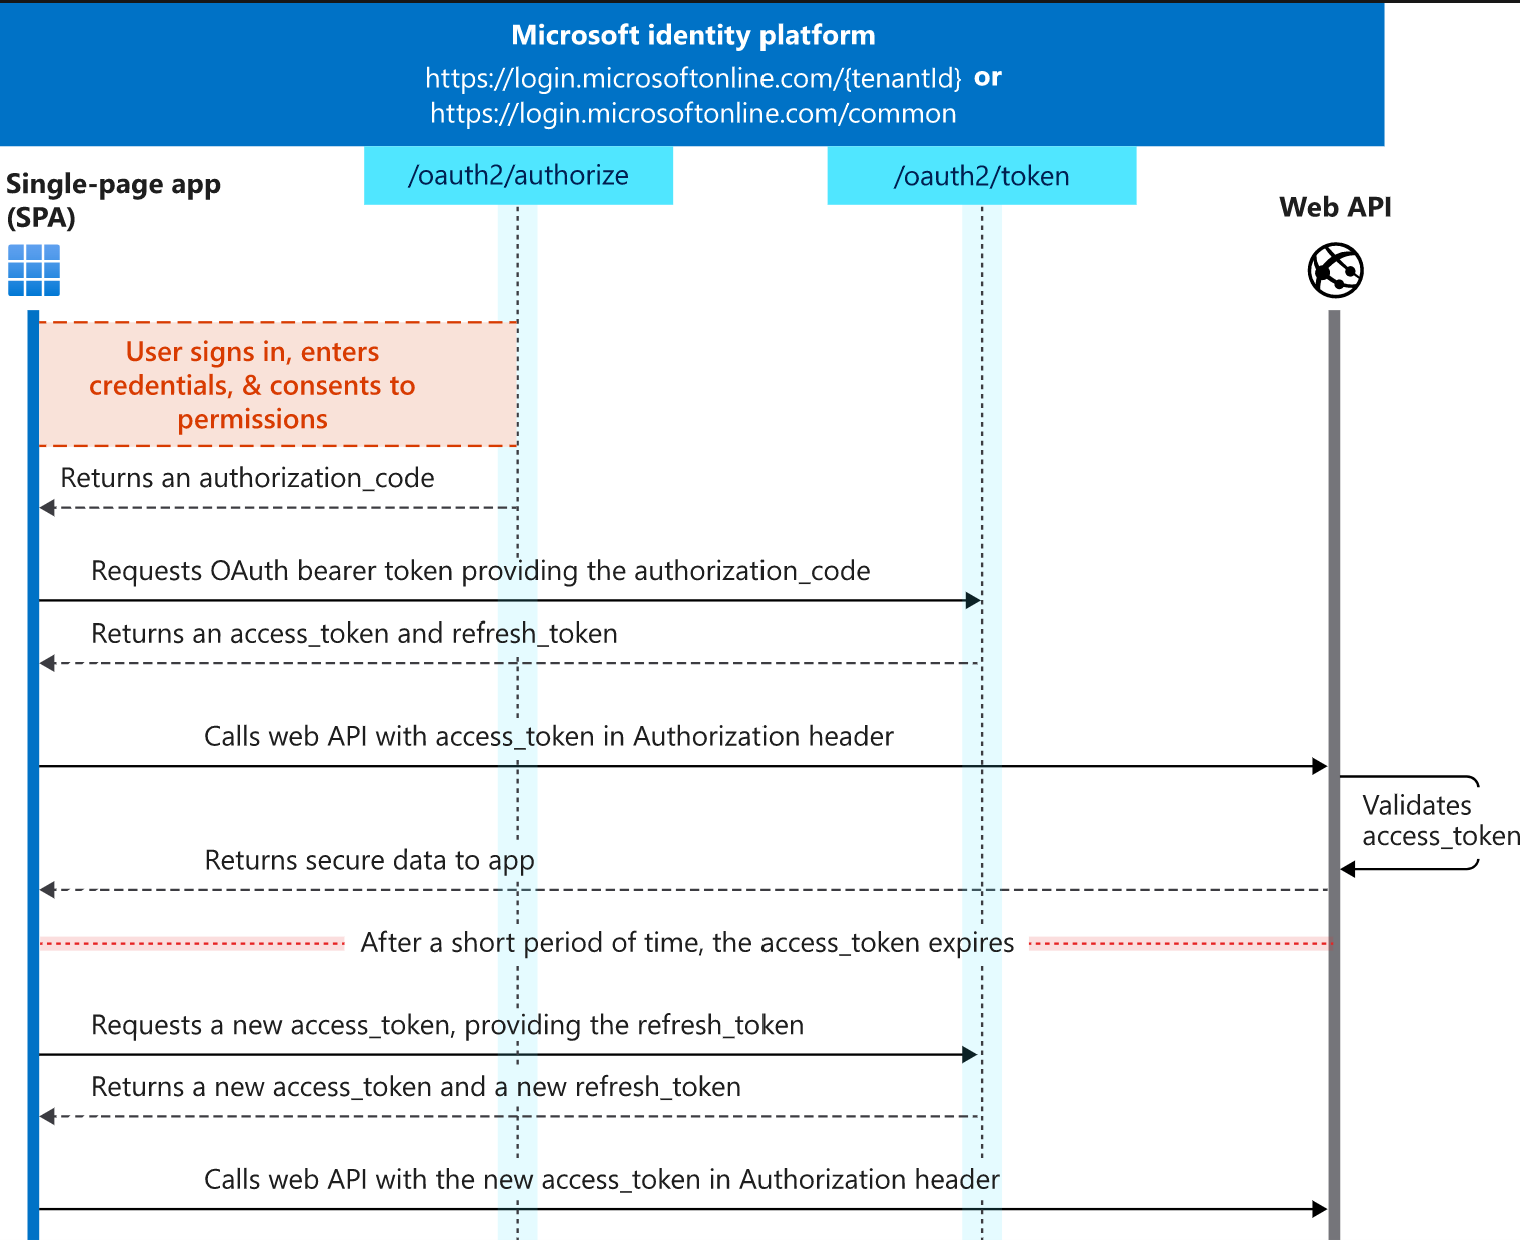 Microsoft identity platform
https://login.microsoftonline.com/{tenantId} or
https://login.microsoftonline.com/common
/oauth2/authorize
/oauth2/token
Single-page app
(SPA)
Web API
User signs in, enters
credentials, & consents to
permissions
Returns an authorization_code
Requests OAuth bearer token providing the authorization_code
Returns an access_token and refresh_token
Calls web API with access_token in Authorization header
Validates
access_token
Returns secure data to app
After a short period of time, the access_token expires
Requests a new access_token, providing the refresh_token
Returns a new access_token and a new refresh_token
Calls web API with the new access_token in Authorization header